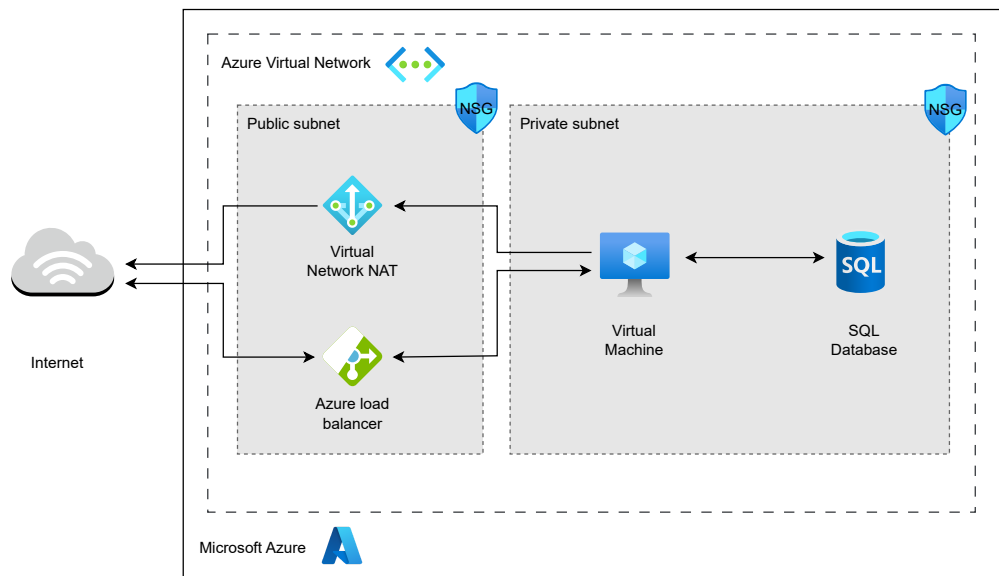 Azure Virtual Network
NSG
NSG
Public subnet
Private subnet
Virtual
Network NAT
SQL
Virtual
Machine
SQL
Database
Internet
Azure load
balancer
Microsoft Azure